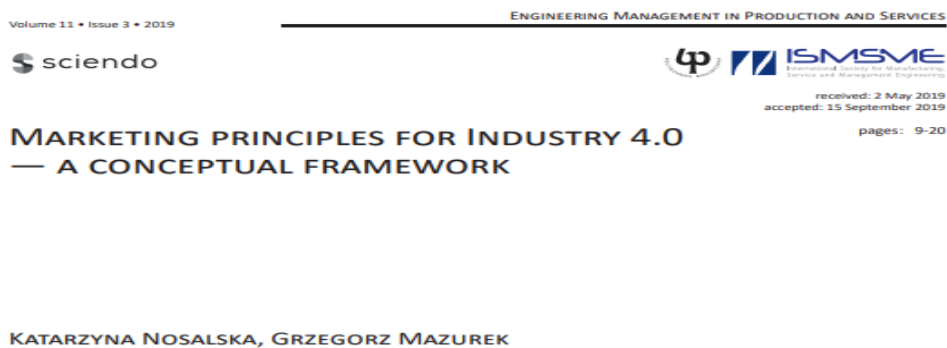 Volume 11 • Issue 3 • 2019
ENGINEERING MANAGEMENT IN PRODUCTION AND SERVICES
sciendo
ISMSME
International Society for Manufacturing,
Service and Management Engineering
received: 2 May 2019
accepted: 15 September 2019
pages: 9-20
MARKETING PRINCIPLES FOR INDUSTRY 4.0
— A CONCEPTUAL FRAMEWORK
KATARZYNA NOSALSKA, GRZEGORZ MAZUREK